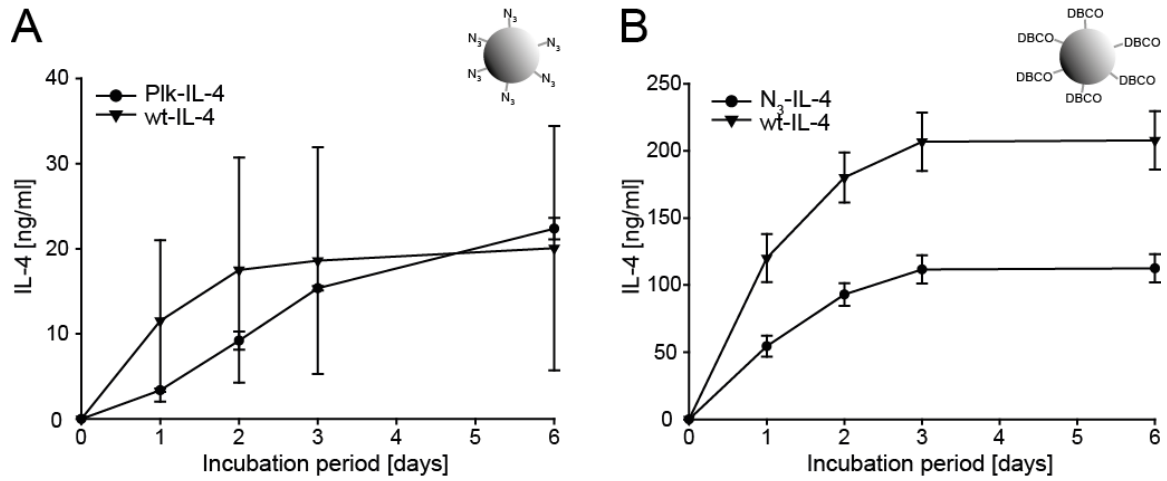 A
N3
N3
N3
N3
N3
N3
Plk-IL-4
wt-IL-4
40
30
20
10
0
IL-4 [ng/ml]
0 1 2 3 4 5 6
Incubation period [days]
B
DBCO
DBCO
DBCO
DBCO
DBCO
DBCO
N3-IL-4
wt-IL-4
250
200
150
100
50
0
IL-4 [ng/ml]
0 1 2 3 4 5 6
Incubation period [days]